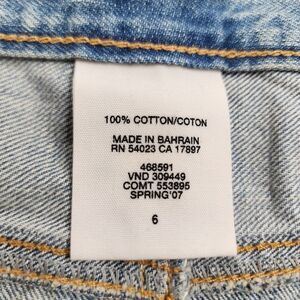 100% COTTON/COTON
MADE IN BAHRAIN
RN 54023 CA 17897
468591
VND 309449
COMT 553895
SPRING'07
6